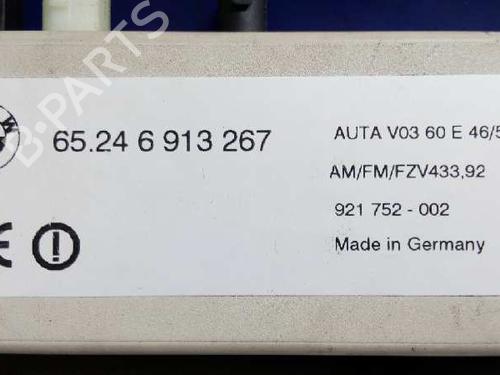 65.24 6 913 267
AUTA V03 60 E 46/5
AM/FM/FZV433,92
921 752 - 002
Made in Germany
B-PARTS